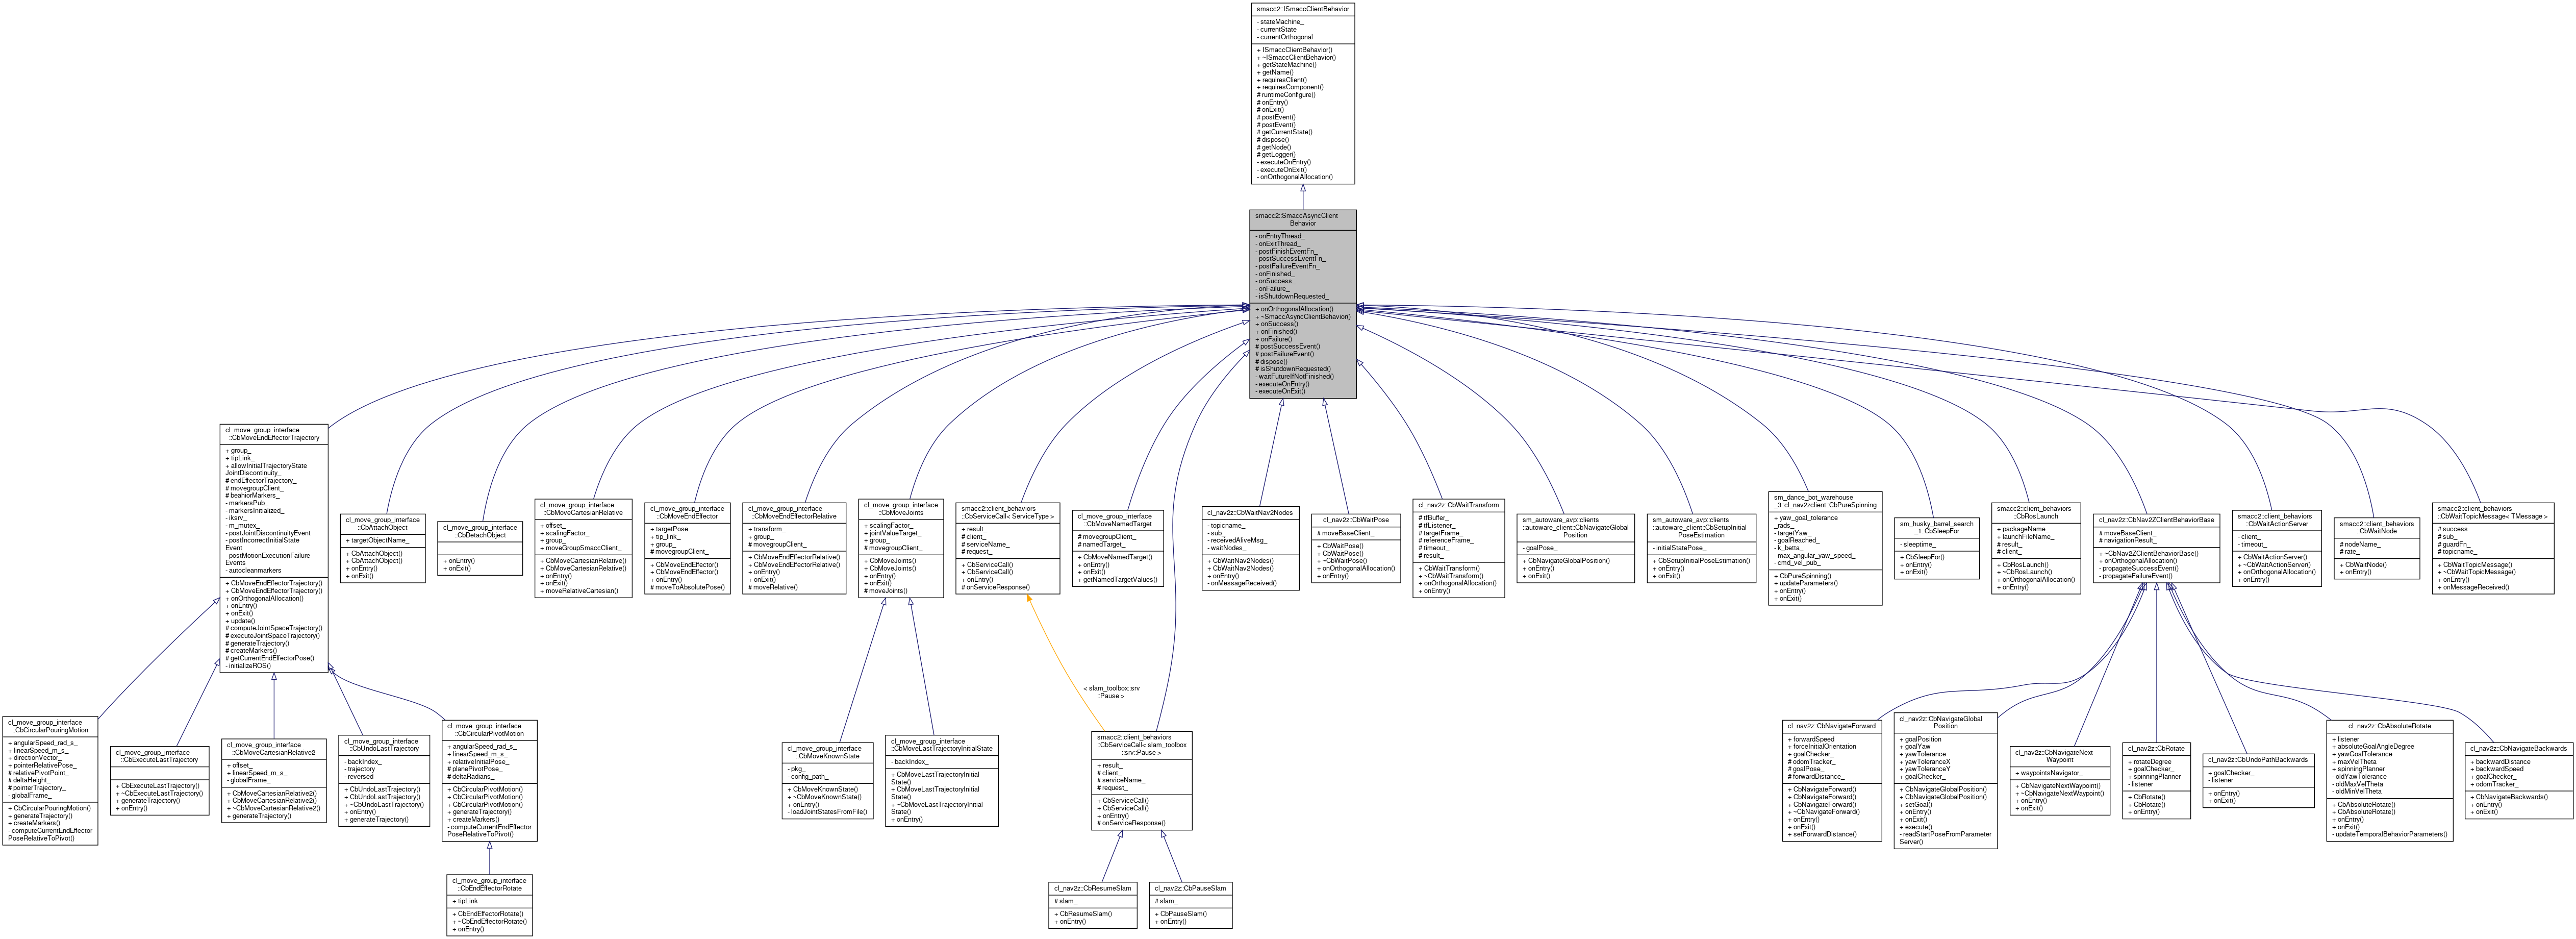 smacc2::ISmaccClientBehavior
- stateMachine_
- currentState
- currentOrthogonal
+ ISmaccClientBehavior()
+ ~ISmaccClientBehavior()
+ getStateMachine()
+ getName()
+ requiresClient()
+ requiresComponent()
# runtimeConfigure()
# onEntry()
# onExit()
# postEvent()
# postEvent()
# getCurrentState()
# dispose()
# getNode()
# getLogger()
- executeOnEntry()
- executeOnExit()
- onOrthogonalAllocation()
smacc2::SmaccAsyncClient
Behavior
- onEntryThread_
- onExitThread_
- postFinishEventFn_
- postSuccessEventFn_
- postFailureEventFn_
- onFinished_
- onSuccess_
- onFailure_
- isShutdownRequested_
+ onOrthogonalAllocation()
+ ~SmaccAsyncClientBehavior()
+ onSuccess()
+ onFinished()
+ onFailure()
# postSuccessEvent()
# postFailureEvent()
# dispose()
# isShutdownRequested()
- waitFutureIfNotFinished()
- executeOnEntry()
- executeOnExit()
cl_move_group_interface
::CbMoveEndEffectorTrajectory
+ group_
+ tipLink_
+ allowInitialTrajectoryState
JointDiscontinuity_
# endEffectorTrajectory_
# movegroupClient_
# beahiorMarkers_
- markersPub_
- markersInitialized_
- iksrv_
- m_mutex_
- postJointDiscontinuityEvent
- postIncorrectInitialState
Event
- postMotionExecutionFailure
Events
- autocleanmarkers
+ CbMoveEndEffectorTrajectory()
+ CbMoveEndEffectorTrajectory()
+ onOrthogonalAllocation()
+ onEntry()
+ onExit()
+ update()
# computeJointSpaceTrajectory()
# executeJointSpaceTrajectory()
# generateTrajectory()
# createMarkers()
# getCurrentEndEffectorPose()
- initializeROS()
cl_move_group_interface
::CbAttachObject
+ targetObjectName_
+ CbAttachObject()
+ CbAttachObject()
+ onEntry()
+ onExit()
cl_move_group_interface
::CbDetachObject
+ onEntry()
+ onExit()
cl_move_group_interface
::CbMoveCartesianRelative
+ offset_
+ scalingFactor_
+ group_
+ moveGroupSmaccClient_
+ CbMoveCartesianRelative()
+ CbMoveCartesianRelative()
+ onEntry()
+ onExit()
+ moveRelativeCartesian()
cl_move_group_interface
::CbMoveEndEffector
+ targetPose
+ tip_link_
+ group_
# movegroupClient_
+ CbMoveEndEffector()
+ CbMoveEndEffector()
+ onEntry()
# moveToAbsolutePose()
cl_move_group_interface
::CbMoveEndEffectorRelative
+ transform_
+ group_
# movegroupClient_
+ CbMoveEndEffectorRelative()
+ CbMoveEndEffectorRelative()
+ onEntry()
+ onExit()
# moveRelative()
cl_move_group_interface
::CbMoveJoints
+ scalingFactor_
+ jointValueTarget_
+ group_
# movegroupClient_
+ CbMoveJoints()
+ CbMoveJoints()
+ onEntry()
+ onExit()
# moveJoints()
smacc2::client_behaviors
::CbServiceCall< ServiceType >
+ result_
# client_
# serviceName_
# request_
+ CbServiceCall()
+ CbServiceCall()
+ onEntry()
# onServiceResponse()
cl_move_group_interface
::CbMoveNamedTarget
# movegroupClient_
# namedTarget_
+ CbMoveNamedTarget()
+ onEntry()
+ onExit()
+ getNamedTargetValues()
cl_nav2z::CbWaitNav2Nodes
- topicname_
- sub_
- receivedAliveMsg_
- waitNodes_
+ CbWaitNav2Nodes()
+ CbWaitNav2Nodes()
+ onEntry()
- onMessageReceived()
cl_nav2z::CbWaitPose
# moveBaseClient_
+ CbWaitPose()
+ CbWaitPose()
+ ~CbWaitPose()
+ onOrthogonalAllocation()
+ onEntry()
cl_nav2z::CbWaitTransform
# tfBuffer_
# tfListener_
# targetFrame_
# referenceFrame_
# timeout_
# result_
+ CbWaitTransform()
+ ~CbWaitTransform()
+ onOrthogonalAllocation()
+ onEntry()
sm_autoware_avp::clients
::autoware_client::CbNavigateGlobal
Position
- goalPose_
+ CbNavigateGlobalPosition()
+ onEntry()
+ onExit()
sm_autoware_avp::clients
::autoware_client::CbSetupInitial
PoseEstimation
- initialStatePose_
+ CbSetupInitialPoseEstimation()
+ onEntry()
+ onExit()
sm_dance_bot_warehouse
_3::cl_nav2zclient::CbPureSpinning
+ yaw_goal_tolerance
_rads_
- targetYaw_
- goalReached_
- k_betta_
- max_angular_yaw_speed_
- cmd_vel_pub_
+ CbPureSpinning()
+ updateParameters()
+ onEntry()
+ onExit()
sm_husky_barrel_search
_1::CbSleepFor
- sleeptime_
+ CbSleepFor()
+ onEntry()
+ onExit()
smacc2::client_behaviors
::CbRosLaunch
+ packageName_
+ launchFileName_
# result_
# client_
+ CbRosLaunch()
+ ~CbRosLaunch()
+ onOrthogonalAllocation()
+ onEntry()
cl_nav2z::CbNav2ZClientBehaviorBase
# moveBaseClient_
# navigationResult_
+ ~CbNav2ZClientBehaviorBase()
+ onOrthogonalAllocation()
- propagateSuccessEvent()
- propagateFailureEvent()
smacc2::client_behaviors
::CbWaitActionServer
- client_
- timeout_
+ CbWaitActionServer()
+ ~CbWaitActionServer()
+ onOrthogonalAllocation()
+ onEntry()
smacc2::client_behaviors
::CbWaitNode
# nodeName_
# rate_
+ CbWaitNode()
+ onEntry()
smacc2::client_behaviors
::CbWaitTopicMessage< TMessage >
# success
# sub_
# guardFn_
# topicname_
+ CbWaitTopicMessage()
+ ~CbWaitTopicMessage()
+ onEntry()
+ onMessageReceived()
< slam_toolbox::srv
::Pause >
cl_move_group_interface
::CbCircularPouringMotion
+ angularSpeed_rad_s_
+ linearSpeed_m_s_
+ directionVector_
+ pointerRelativePose_
# relativePivotPoint_
# deltaHeight_
# pointerTrajectory_
- globalFrame_
+ CbCircularPouringMotion()
+ generateTrajectory()
+ createMarkers()
- computeCurrentEndEffector
PoseRelativeToPivot()
cl_move_group_interface
::CbExecuteLastTrajectory
+ CbExecuteLastTrajectory()
+ ~CbExecuteLastTrajectory()
+ generateTrajectory()
+ onEntry()
cl_move_group_interface
::CbMoveCartesianRelative2
+ offset_
+ linearSpeed_m_s_
- globalFrame_
+ CbMoveCartesianRelative2()
+ CbMoveCartesianRelative2()
+ ~CbMoveCartesianRelative2()
+ generateTrajectory()
cl_move_group_interface
::CbUndoLastTrajectory
- backIndex_
- trajectory
- reversed
+ CbUndoLastTrajectory()
+ CbUndoLastTrajectory()
+ ~CbUndoLastTrajectory()
+ onEntry()
+ generateTrajectory()
cl_move_group_interface
::CbCircularPivotMotion
+ angularSpeed_rad_s_
+ linearSpeed_m_s_
+ relativeInitialPose_
# planePivotPose_
# deltaRadians_
+ CbCircularPivotMotion()
+ CbCircularPivotMotion()
+ CbCircularPivotMotion()
+ generateTrajectory()
+ createMarkers()
- computeCurrentEndEffector
PoseRelativeToPivot()
cl_move_group_interface
::CbMoveKnownState
- pkg_
- config_path_
+ CbMoveKnownState()
+ ~CbMoveKnownState()
+ onEntry()
- loadJointStatesFromFile()
cl_move_group_interface
::CbMoveLastTrajectoryInitialState
- backIndex_
+ CbMoveLastTrajectoryInitial
State()
+ CbMoveLastTrajectoryInitial
State()
+ ~CbMoveLastTrajectoryInitial
State()
+ onEntry()
smacc2::client_behaviors
::CbServiceCall< slam_toolbox
::srv::Pause >
+ result_
# client_
# serviceName_
# request_
+ CbServiceCall()
+ CbServiceCall()
+ onEntry()
# onServiceResponse()
cl_nav2z::CbNavigateForward
+ forwardSpeed
+ forceInitialOrientation
+ goalChecker_
# odomTracker_
# goalPose_
# forwardDistance_
+ CbNavigateForward()
+ CbNavigateForward()
+ CbNavigateForward()
+ ~CbNavigateForward()
+ onEntry()
+ onExit()
+ setForwardDistance()
cl_nav2z::CbNavigateGlobal
Position
+ goalPosition
+ goalYaw
+ yawTolerance
+ yawToleranceX
+ yawToleranceY
+ goalChecker_
+ CbNavigateGlobalPosition()
+ CbNavigateGlobalPosition()
+ setGoal()
+ onEntry()
+ onExit()
+ execute()
- readStartPoseFromParameter
Server()
cl_nav2z::CbNavigateNext
Waypoint
+ waypointsNavigator_
+ CbNavigateNextWaypoint()
+ ~CbNavigateNextWaypoint()
+ onEntry()
+ onExit()
cl_nav2z::CbRotate
+ rotateDegree
+ goalChecker_
+ spinningPlanner
- listener
+ CbRotate()
+ CbRotate()
+ onEntry()
cl_nav2z::CbUndoPathBackwards
+ goalChecker_
- listener
+ onEntry()
+ onExit()
cl_nav2z::CbAbsoluteRotate
+ listener
+ absoluteGoalAngleDegree
+ yawGoalTolerance
+ maxVelTheta
+ spinningPlanner
- oldYawTolerance
- oldMaxVelTheta
- oldMinVelTheta
+ CbAbsoluteRotate()
+ CbAbsoluteRotate()
+ onEntry()
+ onExit()
- updateTemporalBehaviorParameters()
cl_nav2z::CbNavigateBackwards
+ backwardDistance
+ backwardSpeed
+ goalChecker_
+ odomTracker_
+ CbNavigateBackwards()
+ onEntry()
+ onExit()
cl_move_group_interface
::CbEndEffectorRotate
+ tipLink
+ CbEndEffectorRotate()
+ ~CbEndEffectorRotate()
+ onEntry()
cl_nav2z::CbResumeSlam
# slam_
+ CbResumeSlam()
+ onEntry()
cl_nav2z::CbPauseSlam
# slam_
+ CbPauseSlam()
+ onEntry()